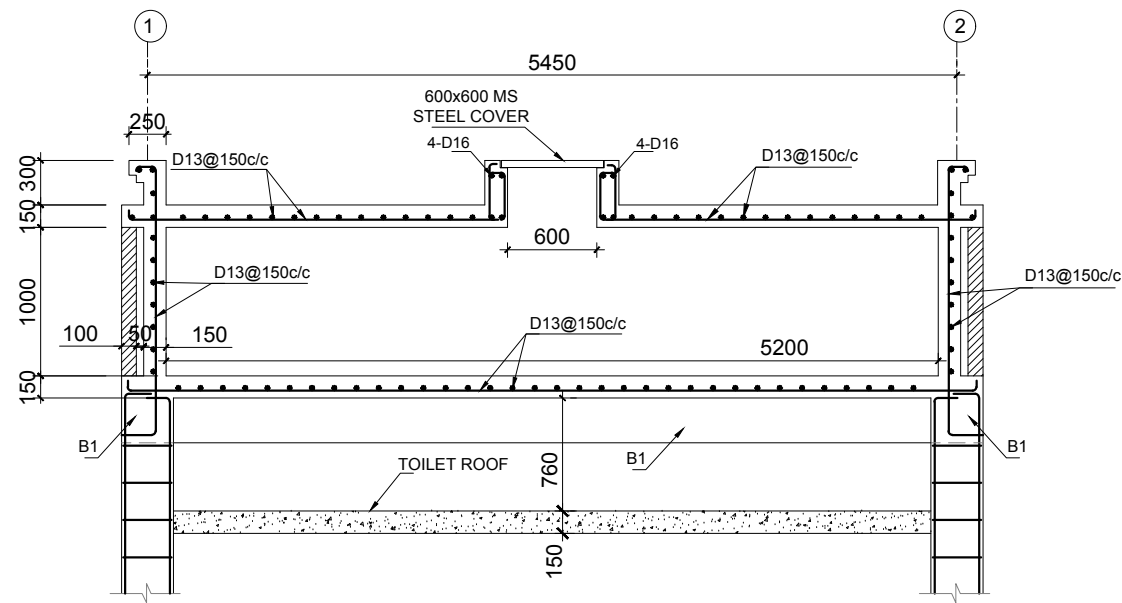 1
2
5450
600x600 MS
STEEL COVER
250
4-D16
4-D16
D13@150c/c
D13@150c/c
300
150
600
1000
D13@150c/c
D13@150c/c
100
50
150
D13@150c/c
5200
150
B1
B1
B1
TOILET ROOF
760
150